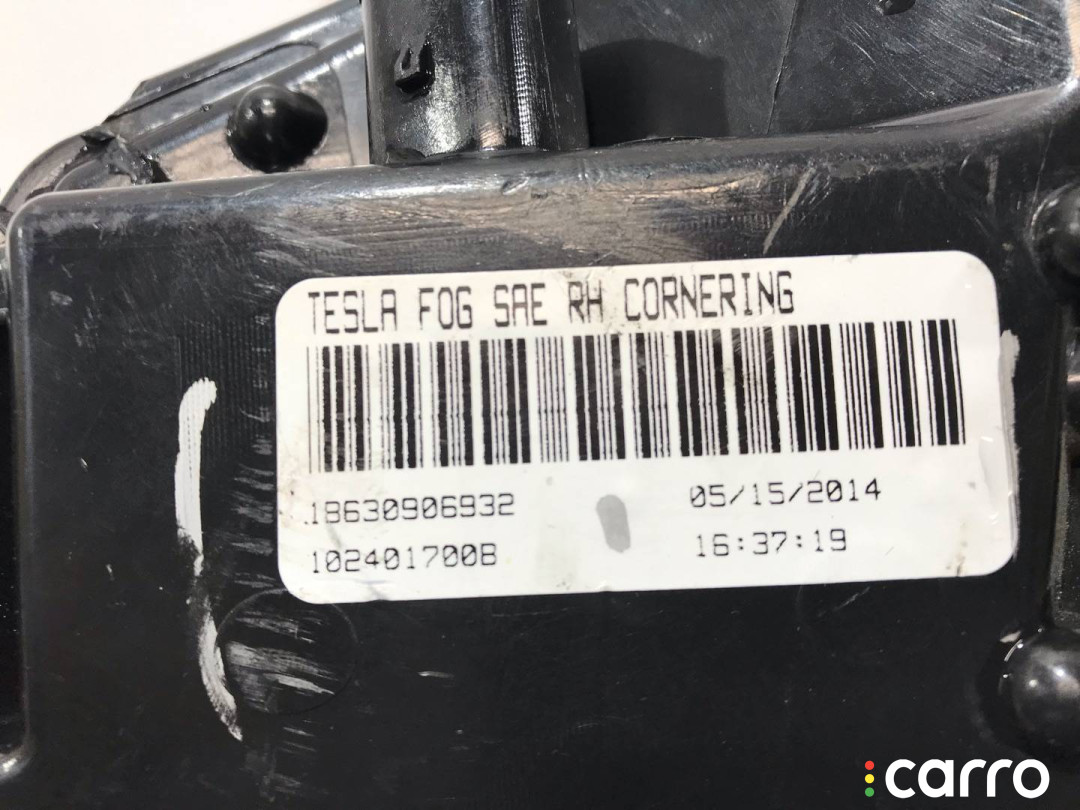 TESLA FOG SAE RH CORNERING
18630906932
05/15/2014
102401700B
16:37:19
carro